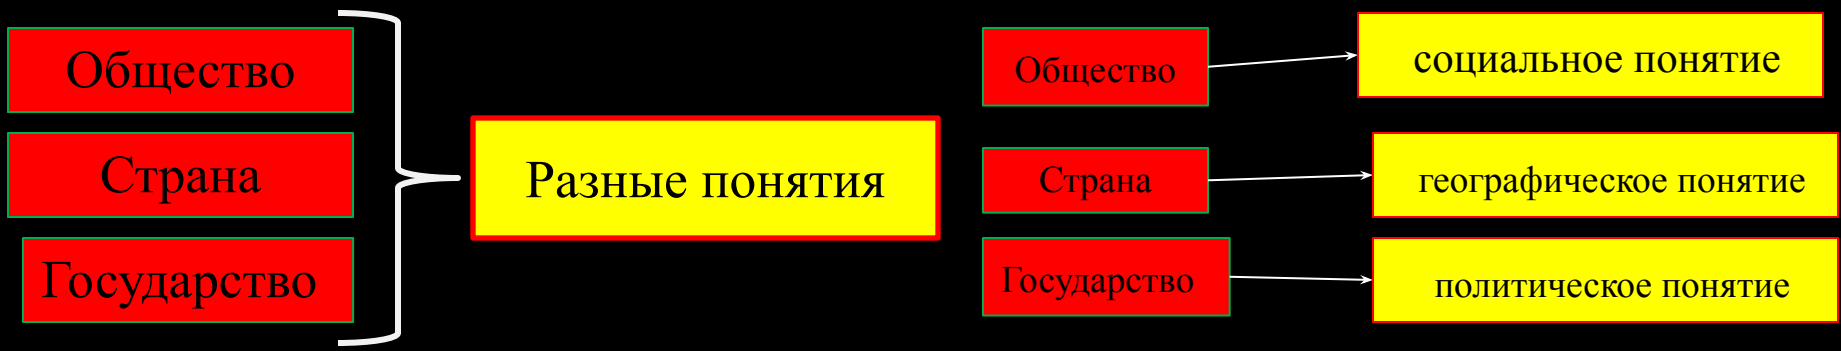 Общество
Страна
Государство
Разные понятия
Общество
социальное понятие
Страна
географическое понятие
Государство
политическое понятие